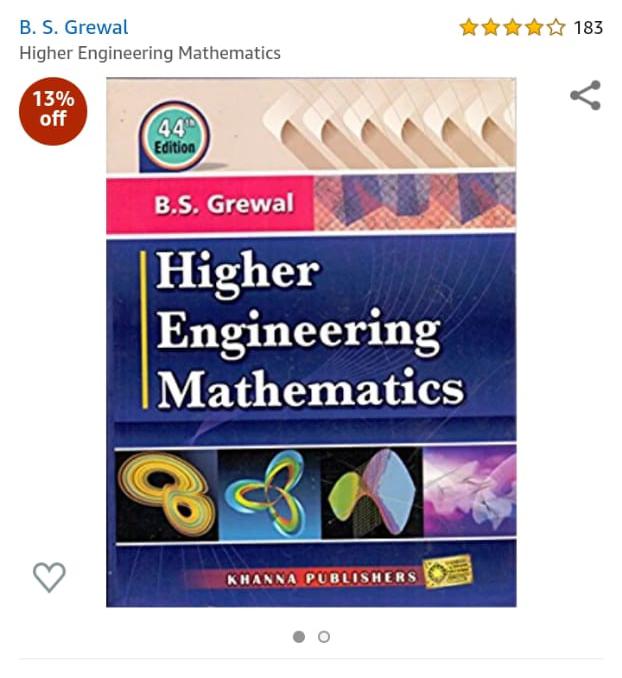 B. S. Grewal
183
Higher Engineering Mathematics
13%
off
44th
Edition
B.S. Grewal
Higher
Engineering
Mathematics
KHANNA PUBLISHERS